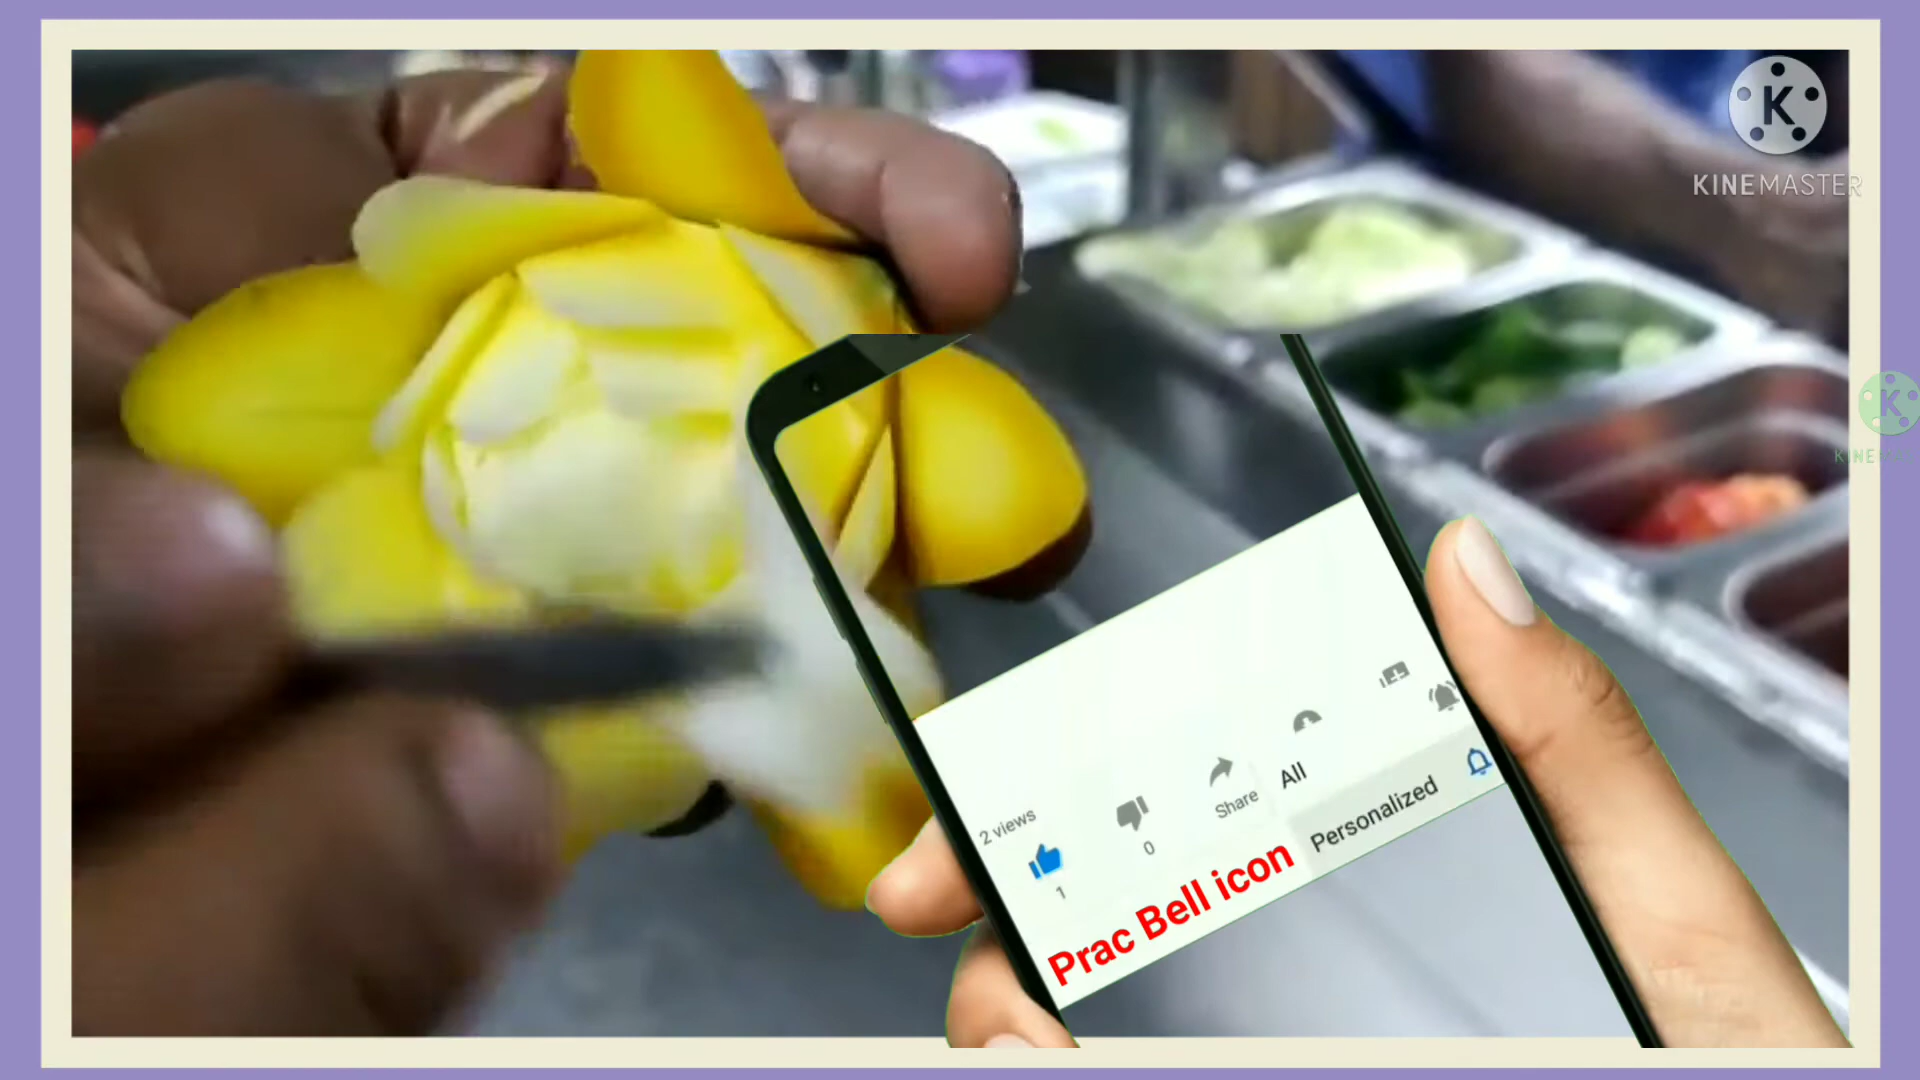 K
KINEMASTER
K
2 views
1
0
Share
All
Personalized
Prac Bell icon